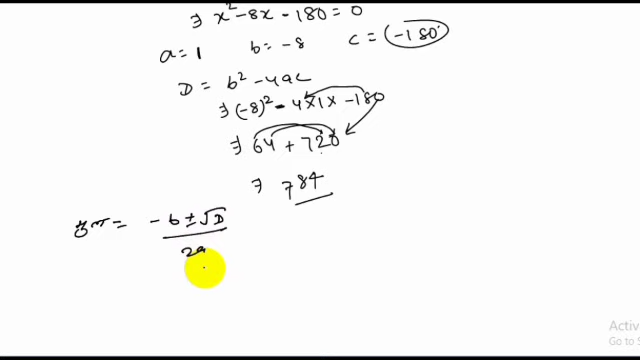 ∃ x² - 8x - 180 = 0
a = 1 b = -8 c = -180
D = b² - 4ac
∃ (-8)² - 4 × 1 × -180
∃ 64 + 720
∃ 784
= -b ± √D
2a
Activ
Go to S